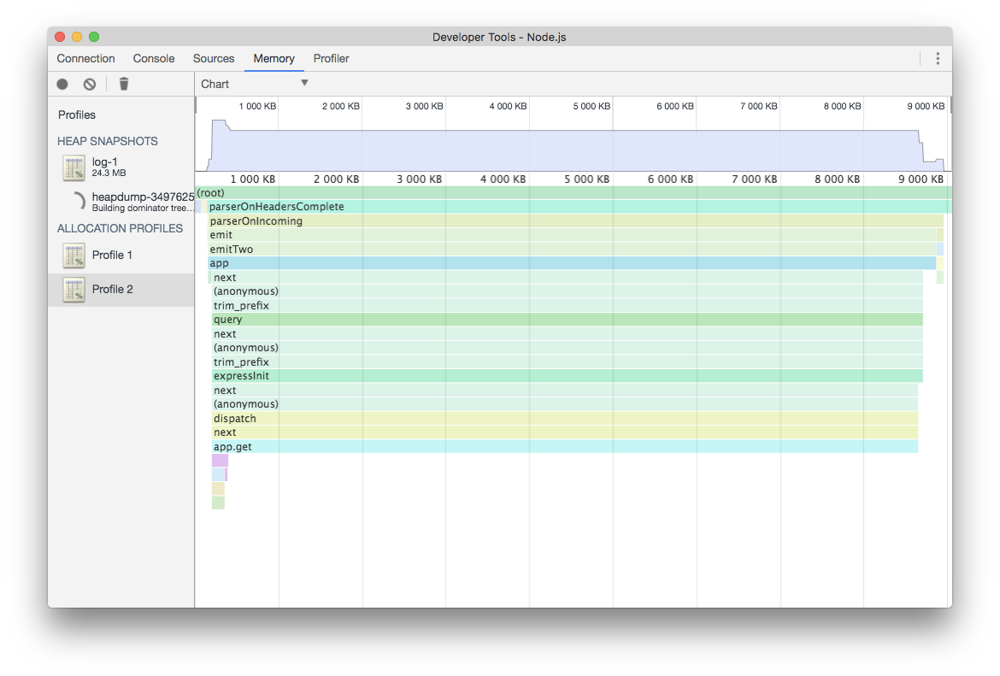 Developer Tools - Node.js
Connection Console Sources Memory Profiler
Chart
Profiles
HEAP SNAPSHOTS
log-1
24.3 MB
heapdump-3497625
Building dominator tree...
ALLOCATION PROFILES
Profile 1
Profile 2
1 000 KB 2 000 KB 3 000 KB 4 000 KB 5 000 KB 6 000 KB 7 000 KB 8 000 KB 9 000 KB
1 000 KB 2 000 KB 3 000 KB 4 000 KB 5 000 KB 6 000 KB 7 000 KB 8 000 KB 9 000 KB
(root)
parserOnHeadersComplete
parserOnIncoming
emit
emitTwo
app
next
(anonymous)
trim_prefix
query
next
(anonymous)
trim_prefix
expressInit
next
(anonymous)
dispatch
next
app.get